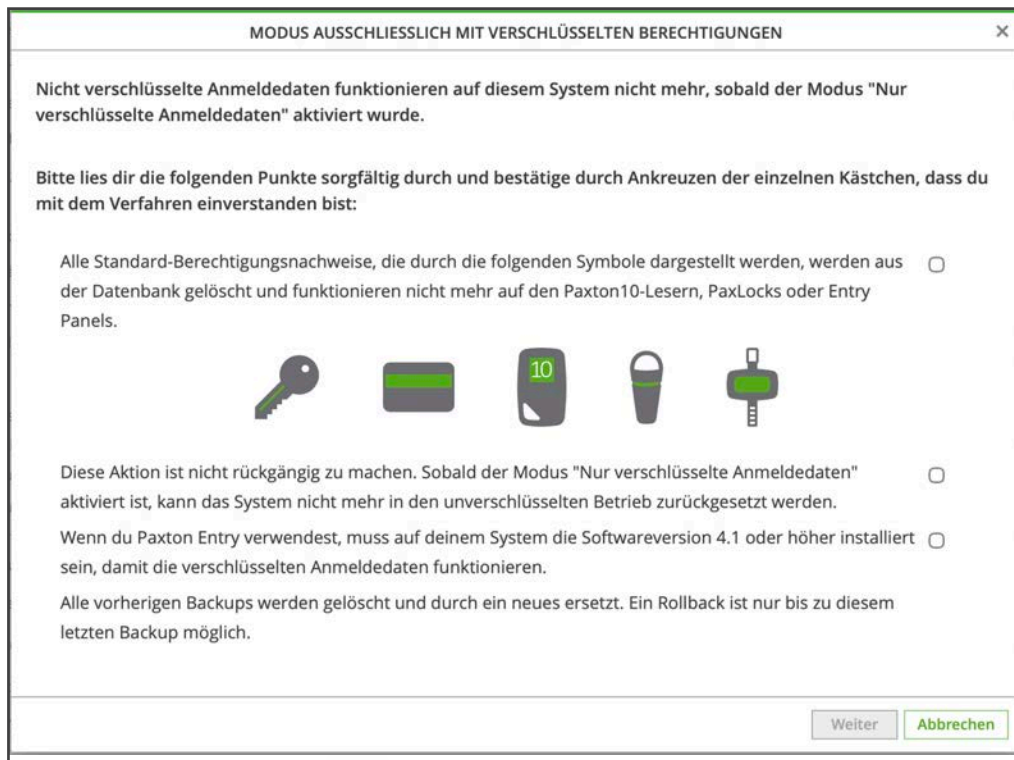 MODUS AUSSCHLIESSLICH MIT VERSCHLÜSSELTEN BERECHTIGUNGEN
Nicht verschlüsselte Anmeldedaten funktionieren auf diesem System nicht mehr, sobald der Modus "Nur
verschlüsselte Anmeldedaten" aktiviert wurde.
Bitte lies dir die folgenden Punkte sorgfältig durch und bestätige durch Ankreuzen der einzelnen Kästchen, dass du
mit dem Verfahren einverstanden bist:
Alle Standard-Berechtigungsnachweise, die durch die folgenden Symbole dargestellt werden, werden aus
der Datenbank gelöscht und funktionieren nicht mehr auf den Paxton10-Lesern, PaxLocks oder Entry
Panels.
10
Diese Aktion ist nicht rückgängig zu machen. Sobald der Modus "Nur verschlüsselte Anmeldedaten"
aktiviert ist, kann das System nicht mehr in den unverschlüsselten Betrieb zurückgesetzt werden.
Wenn du Paxton Entry verwendest, muss auf deinem System die Softwareversion 4.1 oder höher installiert
sein, damit die verschlüsselten Anmeldedaten funktionieren.
Alle vorherigen Backups werden gelöscht und durch ein neues ersetzt. Ein Rollback ist nur bis zu diesem
letzten Backup möglich.
Weiter
Abbrechen